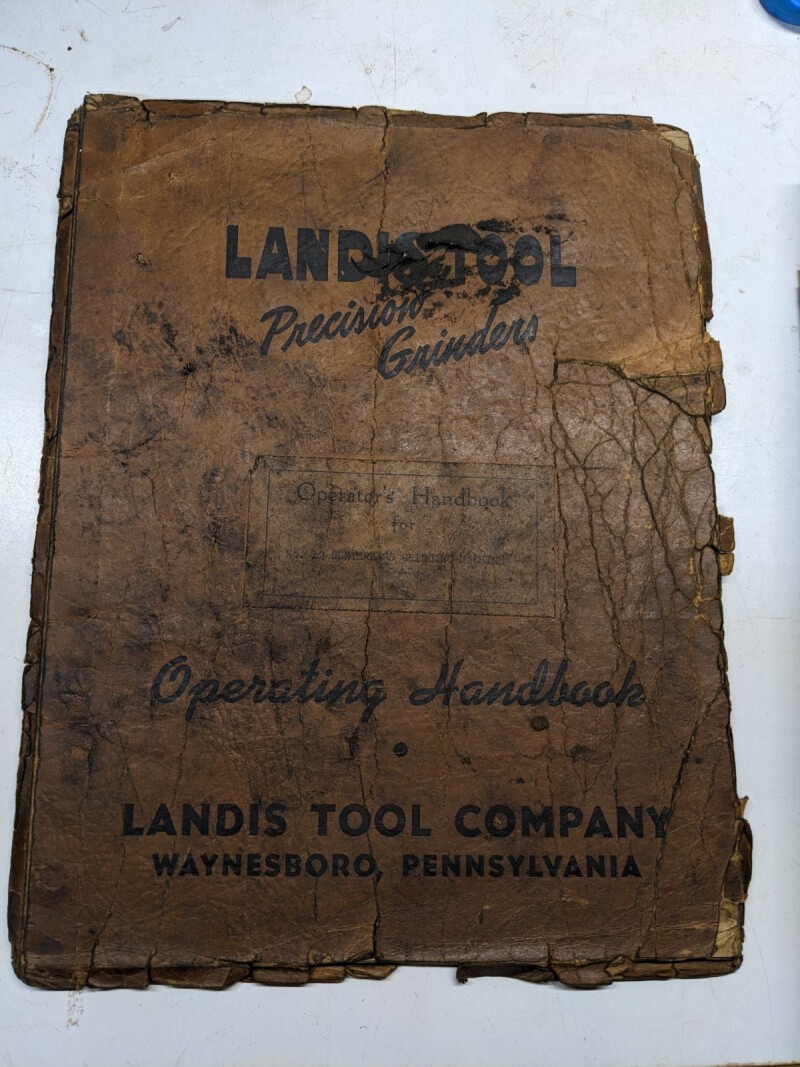 LANDIS TOOL
Precision
Grinders
Operator's Handbook
for
Operating Handbook
LANDIS TOOL COMPANY
WAYNESBORO, PENNSYLVANIA